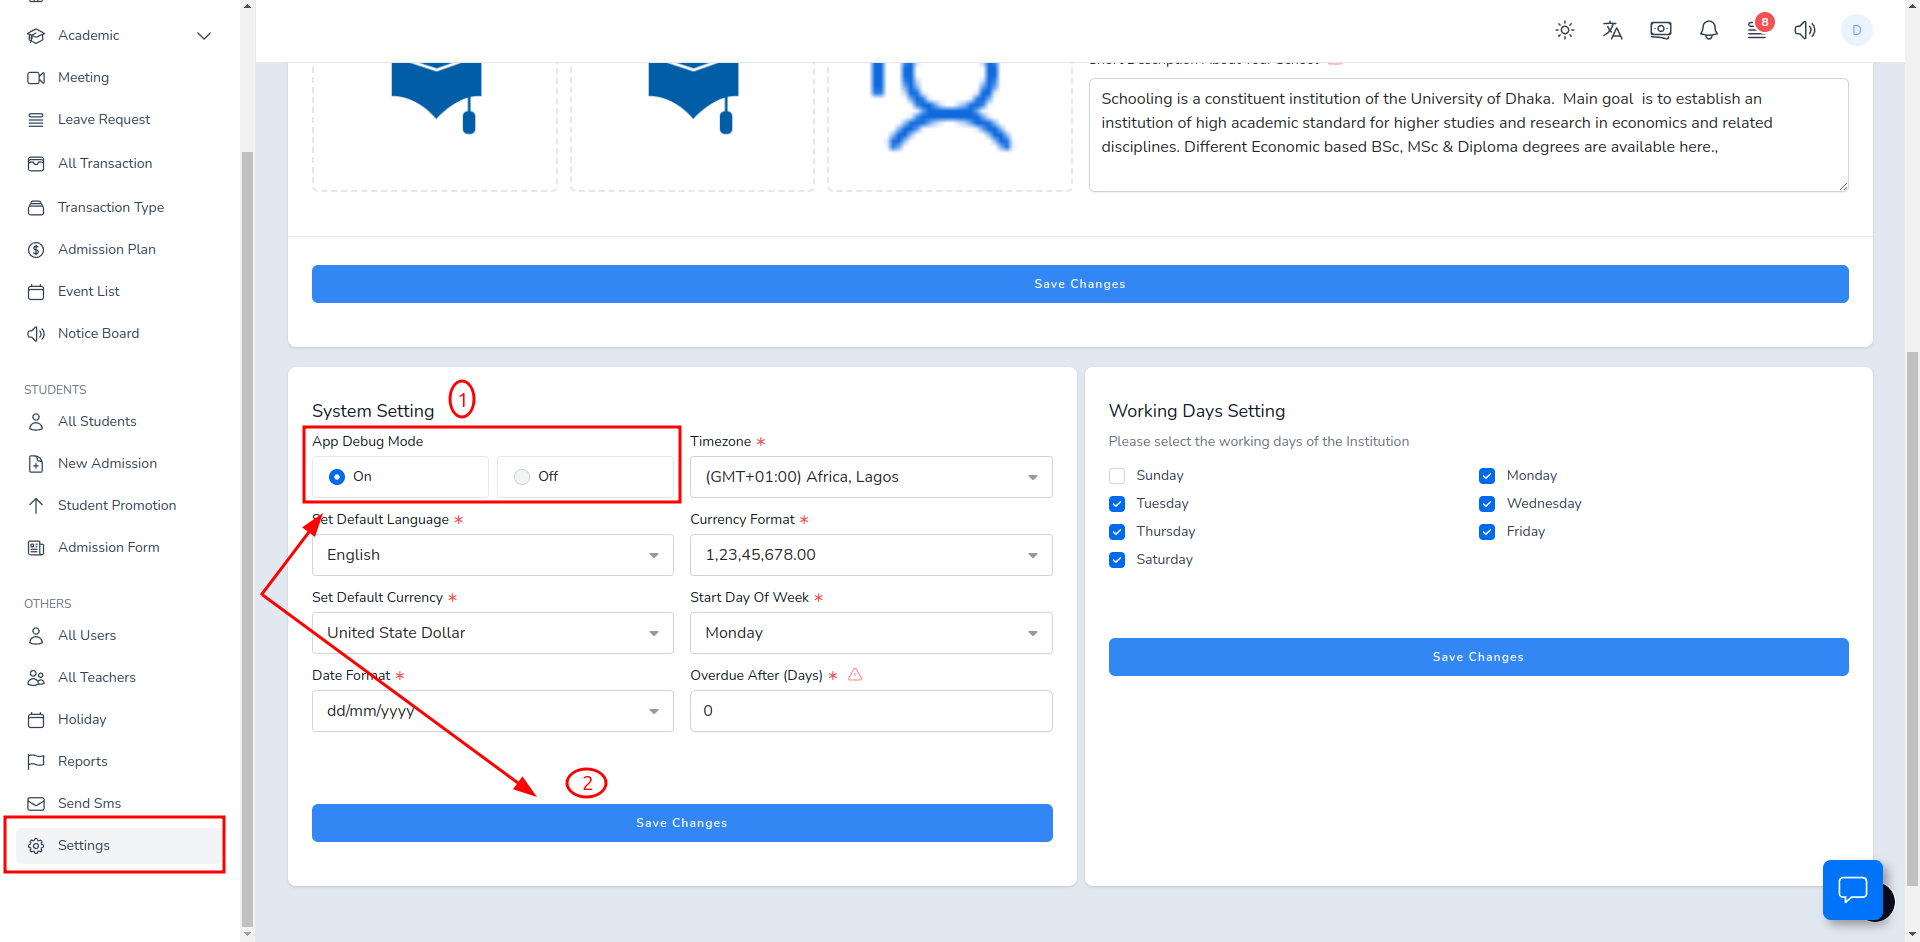 Academic
Meeting
Leave Request
All Transaction
Transaction Type
Admission Plan
Event List
Notice Board
STUDENTS
All Students
New Admission
Student Promotion
Admission Form
OTHERS
All Users
All Teachers
Holiday
Reports
Send Sms
Settings
8
D
Short Description About Your School
Schooling is a constituent institution of the University of Dhaka.  Main goal  is to establish an
institution of high academic standard for higher studies and research in economics and related
disciplines. Different Economic based BSc, MSc & Diploma degrees are available here.,
Save Changes
System Setting
1
App Debug Mode
On
Off
Timezone *
(GMT+01:00) Africa, Lagos
Set Default Language *
English
Currency Format *
1,23,45,678.00
Set Default Currency *
United State Dollar
Start Day Of Week *
Monday
Date Format *
dd/mm/yyyy
Overdue After (Days) *
0
2
Save Changes
Working Days Setting
Please select the working days of the Institution
Sunday
Monday
Tuesday
Wednesday
Thursday
Friday
Saturday
Save Changes